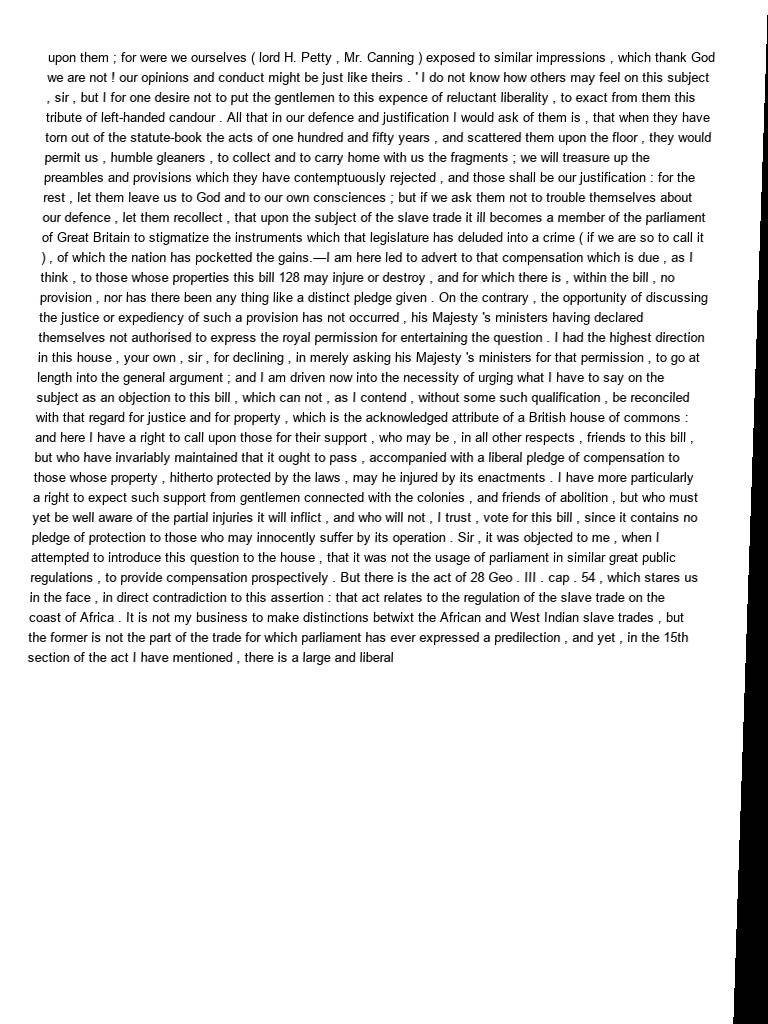 upon them ; for were we ourselves ( lord H. Petty , Mr. Canning ) exposed to similar impressions , which thank God
we are not ! our opinions and conduct might be just like theirs . ' I do not know how others may feel on this subject
, sir , but I for one desire not to put the gentlemen to this expence of reluctant liberality , to exact from them this
tribute of left-handed candour . All that in our defence and justification I would ask of them is , that when they have
torn out of the statute-book the acts of one hundred and fifty years , and scattered them upon the floor , they would
permit us , humble gleaners , to collect and to carry home with us the fragments ; we will treasure up the
preambles and provisions which they have contemptuously rejected , and those shall be our justification : for the
rest , let them leave us to God and to our own consciences ; but if we ask them not to trouble themselves about
our defence , let them recollect , that upon the subject of the slave trade it ill becomes a member of the parliament
of Great Britain to stigmatize the instruments which that legislature has deluded into a crime ( if we are so to call it
) , of which the nation has pocketted the gains.—I am here led to advert to that compensation which is due , as I
think , to those whose properties this bill 128 may injure or destroy , and for which there is , within the bill , no
provision , nor has there been any thing like a distinct pledge given . On the contrary , the opportunity of discussing
the justice or expediency of such a provision has not occurred , his Majesty 's ministers having declared
themselves not authorised to express the royal permission for entertaining the question . I had the highest direction
in this house , your own , sir , for declining , in merely asking his Majesty 's ministers for that permission , to go at
length into the general argument ; and I am driven now into the necessity of urging what I have to say on the
subject as an objection to this bill , which can not , as I contend , without some such qualification , be reconciled
with that regard for justice and for property , which is the acknowledged attribute of a British house of commons :
and here I have a right to call upon those for their support , who may be , in all other respects , friends to this bill ,
but who have invariably maintained that it ought to pass , accompanied with a liberal pledge of compensation to
those whose property , hitherto protected by the laws , may he injured by its enactments . I have more particularly
a right to expect such support from gentlemen connected with the colonies , and friends of abolition , but who must
yet be well aware of the partial injuries it will inflict , and who will not , I trust , vote for this bill , since it contains no
pledge of protection to those who may innocently suffer by its operation . Sir , it was objected to me , when I
attempted to introduce this question to the house , that it was not the usage of parliament in similar great public
regulations , to provide compensation prospectively . But there is the act of 28 Geo . III . cap . 54 , which stares us
in the face , in direct contradiction to this assertion : that act relates to the regulation of the slave trade on the
coast of Africa . It is not my business to make distinctions betwixt the African and West Indian slave trades , but
the former is not the part of the trade for which parliament has ever expressed a predilection , and yet , in the 15th
section of the act I have mentioned , there is a large and liberal